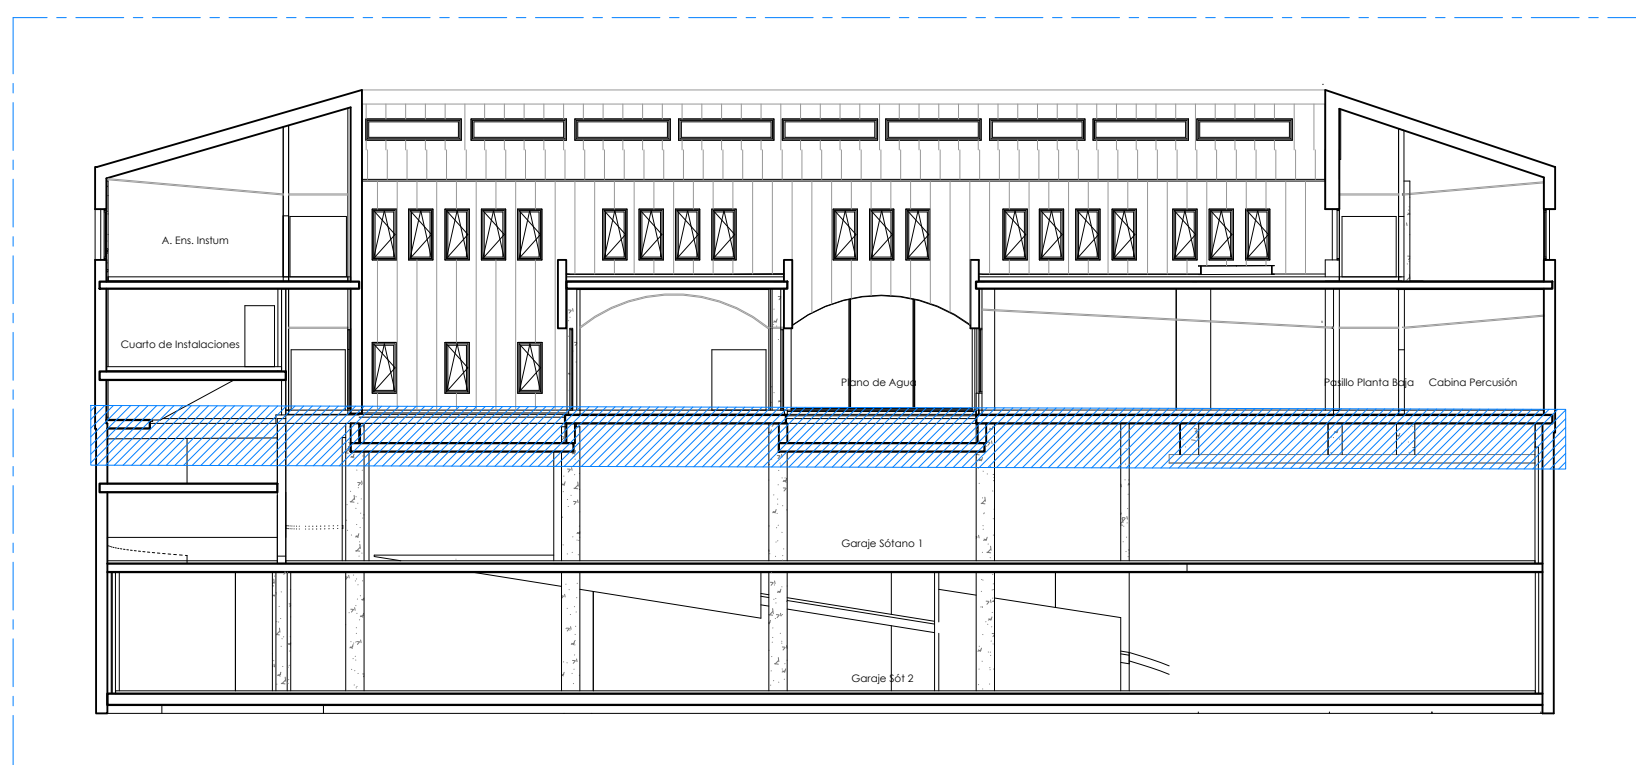 A. Ens. Instum
Cuarto de Instalaciones
Plano de Agua
Pasillo Planta Baja
Cabina Percusión
Garaje Sótano 1
Garaje Sót 2